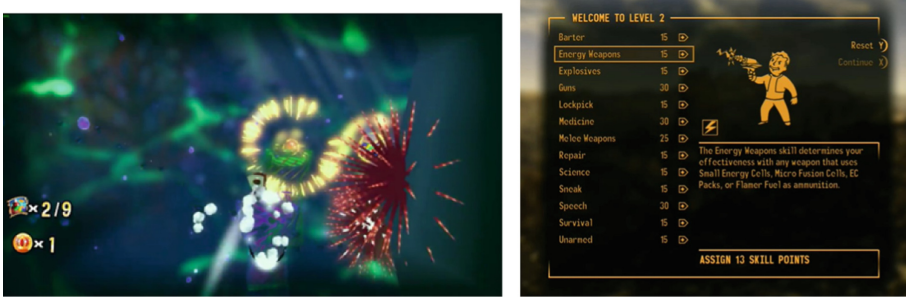 ×2/9
×1
WELCOME TO LEVEL 2
Barter 15
Energy Weapons 15
Explosives 15
Guns 30
Lockpick 15
Medicine 30
Melee Weapons 25
Repair 15
Science 15
Sneak 15
Speech 30
Survival 15
Unarmed 15
Reset Y)
Continue X)
The Energy Weapons skill determines your
effectiveness with any weapon that uses
Small Energy Cells, Micro Fusion Cells, EC
Packs, or Flamer Fuel as ammunition.
ASSIGN 13 SKILL POINTS